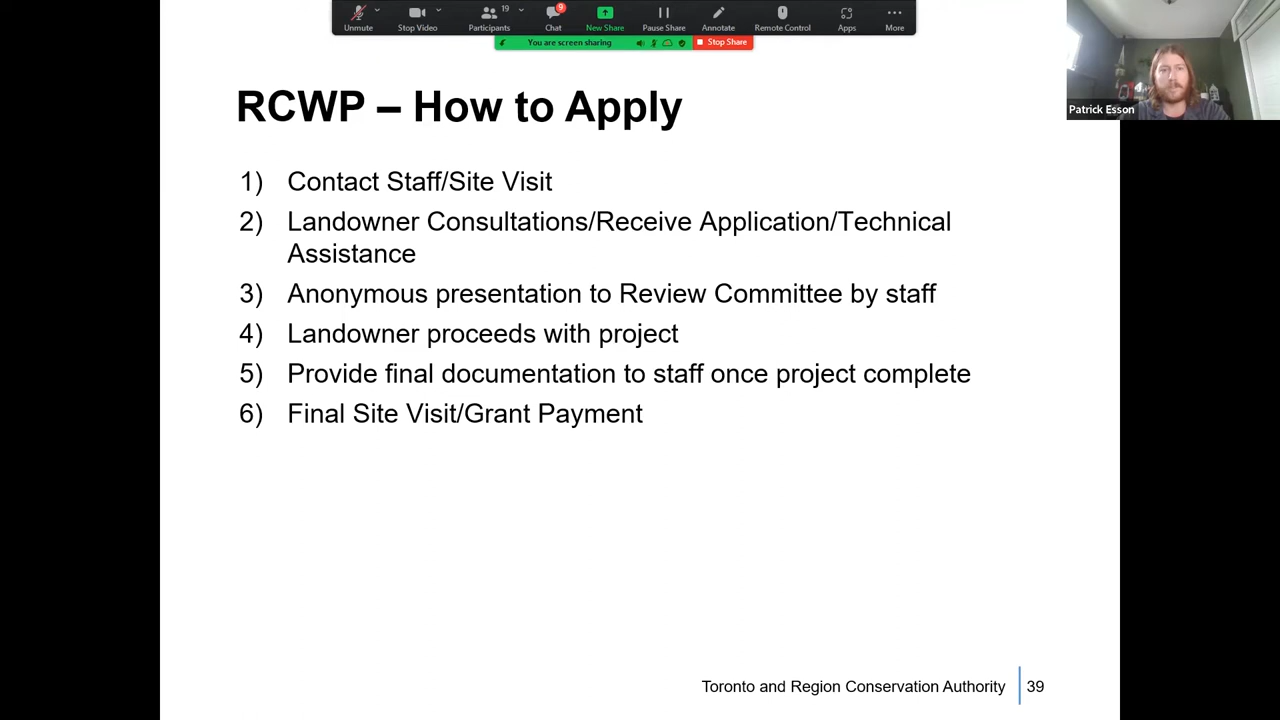 Unmute
Stop Video
19
Participants
9
Chat
New Share
Pause Share
Annotate
Remote Control
Apps
More
You are screen sharing
Stop Share
Patrick Esson
RCWP – How to Apply
1) Contact Staff/Site Visit
2) Landowner Consultations/Receive Application/Technical
Assistance
3) Anonymous presentation to Review Committee by staff
4) Landowner proceeds with project
5) Provide final documentation to staff once project complete
6) Final Site Visit/Grant Payment
Toronto and Region Conservation Authority
39